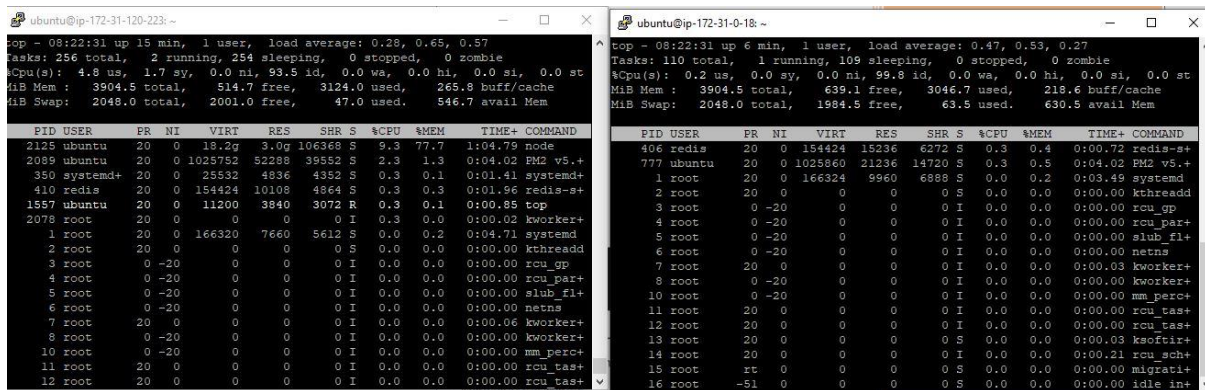 ubuntu@ip-172-31-120-223: ~
top - 08:22:31 up 15 min, 1 user, load average: 0.28, 0.65, 0.57
Tasks: 256 total, 2 running, 254 sleeping, 0 stopped, 0 zombie
%Cpu(s): 4.8 us, 1.7 sy, 0.0 ni, 93.5 id, 0.0 wa, 0.0 hi, 0.0 si, 0.0 st
MiB Mem : 3904.5 total, 514.7 free, 3124.0 used, 265.8 buff/cache
MiB Swap: 2048.0 total, 2001.0 free, 47.0 used. 546.7 avail Mem
PID USER PR NI VIRT RES SHR S %CPU %MEM TIME+ COMMAND
2125 ubuntu 20 0 18.2g 3.0g 106368 S 9.3 77.7 1:04.79 node
2089 ubuntu 20 0 1025752 52288 39552 S 2.3 1.3 0:04.02 PM2 v5.+
350 systemd+ 20 0 25532 4836 4352 S 0.3 0.1 0:01.41 systemd+
410 redis 20 0 154424 10108 4864 S 0.3 0.3 0:01.96 redis-s+
1557 ubuntu 20 0 11200 3840 3072 R 0.3 0.1 0:00.85 top
2078 root 20 0 0 0 0 I 0.3 0.0 0:00.02 kworker+
1 root 20 0 166320 7660 5612 S 0.0 0.2 0:04.71 systemd
2 root 20 0 0 0 0 S 0.0 0.0 0:00.00 kthreadd
3 root 0 -20 0 0 0 I 0.0 0.0 0:00.00 rcu_gp
4 root 0 -20 0 0 0 I 0.0 0.0 0:00.00 rcu_par+
5 root 0 -20 0 0 0 I 0.0 0.0 0:00.00 slub_fl+
6 root 0 -20 0 0 0 I 0.0 0.0 0:00.00 netns
7 root 20 0 0 0 0 I 0.0 0.0 0:00.06 kworker+
8 root 0 -20 0 0 0 I 0.0 0.0 0:00.00 kworker+
10 root 0 -20 0 0 0 I 0.0 0.0 0:00.00 mm_perc+
11 root 20 0 0 0 0 I 0.0 0.0 0:00.00 rcu_tas+
12 root 20 0 0 0 0 I 0.0 0.0 0:00.00 rcu_tas+
ubuntu@ip-172-31-0-18: ~
top - 08:22:31 up 6 min, 1 user, load average: 0.47, 0.53, 0.27
Tasks: 110 total, 1 running, 109 sleeping, 0 stopped, 0 zombie
%Cpu(s): 0.2 us, 0.0 sy, 0.0 ni, 99.8 id, 0.0 wa, 0.0 hi, 0.0 si, 0.0 st
MiB Mem : 3904.5 total, 639.1 free, 3046.7 used, 218.6 buff/cache
MiB Swap: 2048.0 total, 1984.5 free, 63.5 used. 630.5 avail Mem
PID USER PR NI VIRT RES SHR S %CPU %MEM TIME+ COMMAND
406 redis 20 0 154424 15236 6272 S 0.3 0.4 0:00.72 redis-s+
777 ubuntu 20 0 1025860 21236 14720 S 0.3 0.5 0:04.02 PM2 v5.+
1 root 20 0 166324 9960 6888 S 0.0 0.2 0:03.49 systemd
2 root 20 0 0 0 0 S 0.0 0.0 0:00.00 kthreadd
3 root 0 -20 0 0 0 I 0.0 0.0 0:00.00 rcu_gp
4 root 0 -20 0 0 0 I 0.0 0.0 0:00.00 rcu_par+
5 root 0 -20 0 0 0 I 0.0 0.0 0:00.00 slub_fl+
6 root 0 -20 0 0 0 I 0.0 0.0 0:00.00 netns
7 root 20 0 0 0 0 I 0.0 0.0 0:00.03 kworker+
8 root 0 -20 0 0 0 I 0.0 0.0 0:00.00 kworker+
10 root 0 -20 0 0 0 I 0.0 0.0 0:00.00 mm_perc+
11 root 20 0 0 0 0 I 0.0 0.0 0:00.00 rcu_tas+
12 root 20 0 0 0 0 I 0.0 0.0 0:00.00 rcu_tas+
13 root 20 0 0 0 0 S 0.0 0.0 0:00.03 ksoftir+
14 root 20 0 0 0 0 I 0.0 0.0 0:00.21 rcu_sch+
15 root rt 0 0 0 0 S 0.0 0.0 0:00.00 migrati+
16 root -51 0 0 0 0 S 0.0 0.0 0:00.00 idle_in+